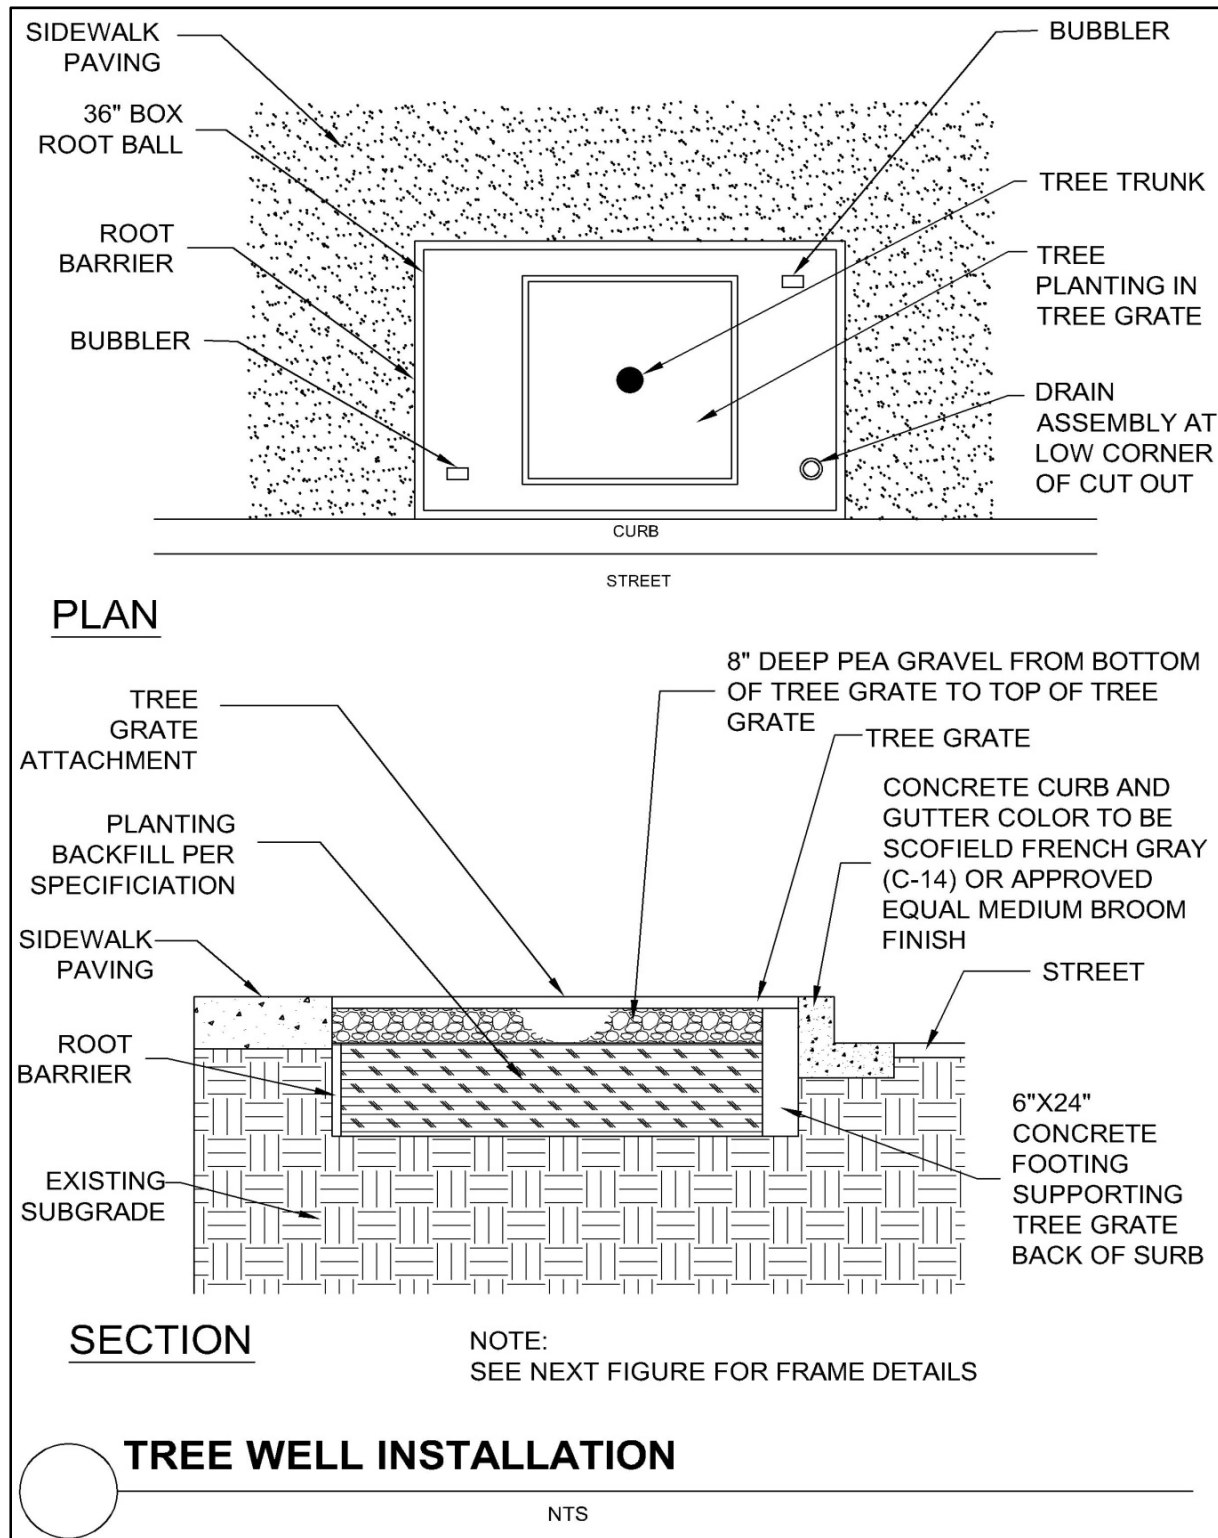 SIDEWALK
PAVING
36" BOX
ROOT BALL
ROOT
BARRIER
BUBBLER
BUBBLER
TREE TRUNK
TREE
PLANTING IN
TREE GRATE
DRAIN
ASSEMBLY AT
LOW CORNER
OF CUT OUT
CURB
STREET
PLAN
TREE
GRATE
ATTACHMENT
PLANTING
BACKFILL PER
SPECIFICIATION
SIDEWALK
PAVING
ROOT
BARRIER
EXISTING
SUBGRADE
8" DEEP PEA GRAVEL FROM BOTTOM
OF TREE GRATE TO TOP OF TREE
GRATE
TREE GRATE
CONCRETE CURB AND
GUTTER COLOR TO BE
SCOFIELD FRENCH GRAY
(C-14) OR APPROVED
EQUAL MEDIUM BROOM
FINISH
STREET
6"X24"
CONCRETE
FOOTING
SUPPORTING
TREE GRATE
BACK OF SURB
SECTION
NOTE:
SEE NEXT FIGURE FOR FRAME DETAILS
TREE WELL INSTALLATION
NTS